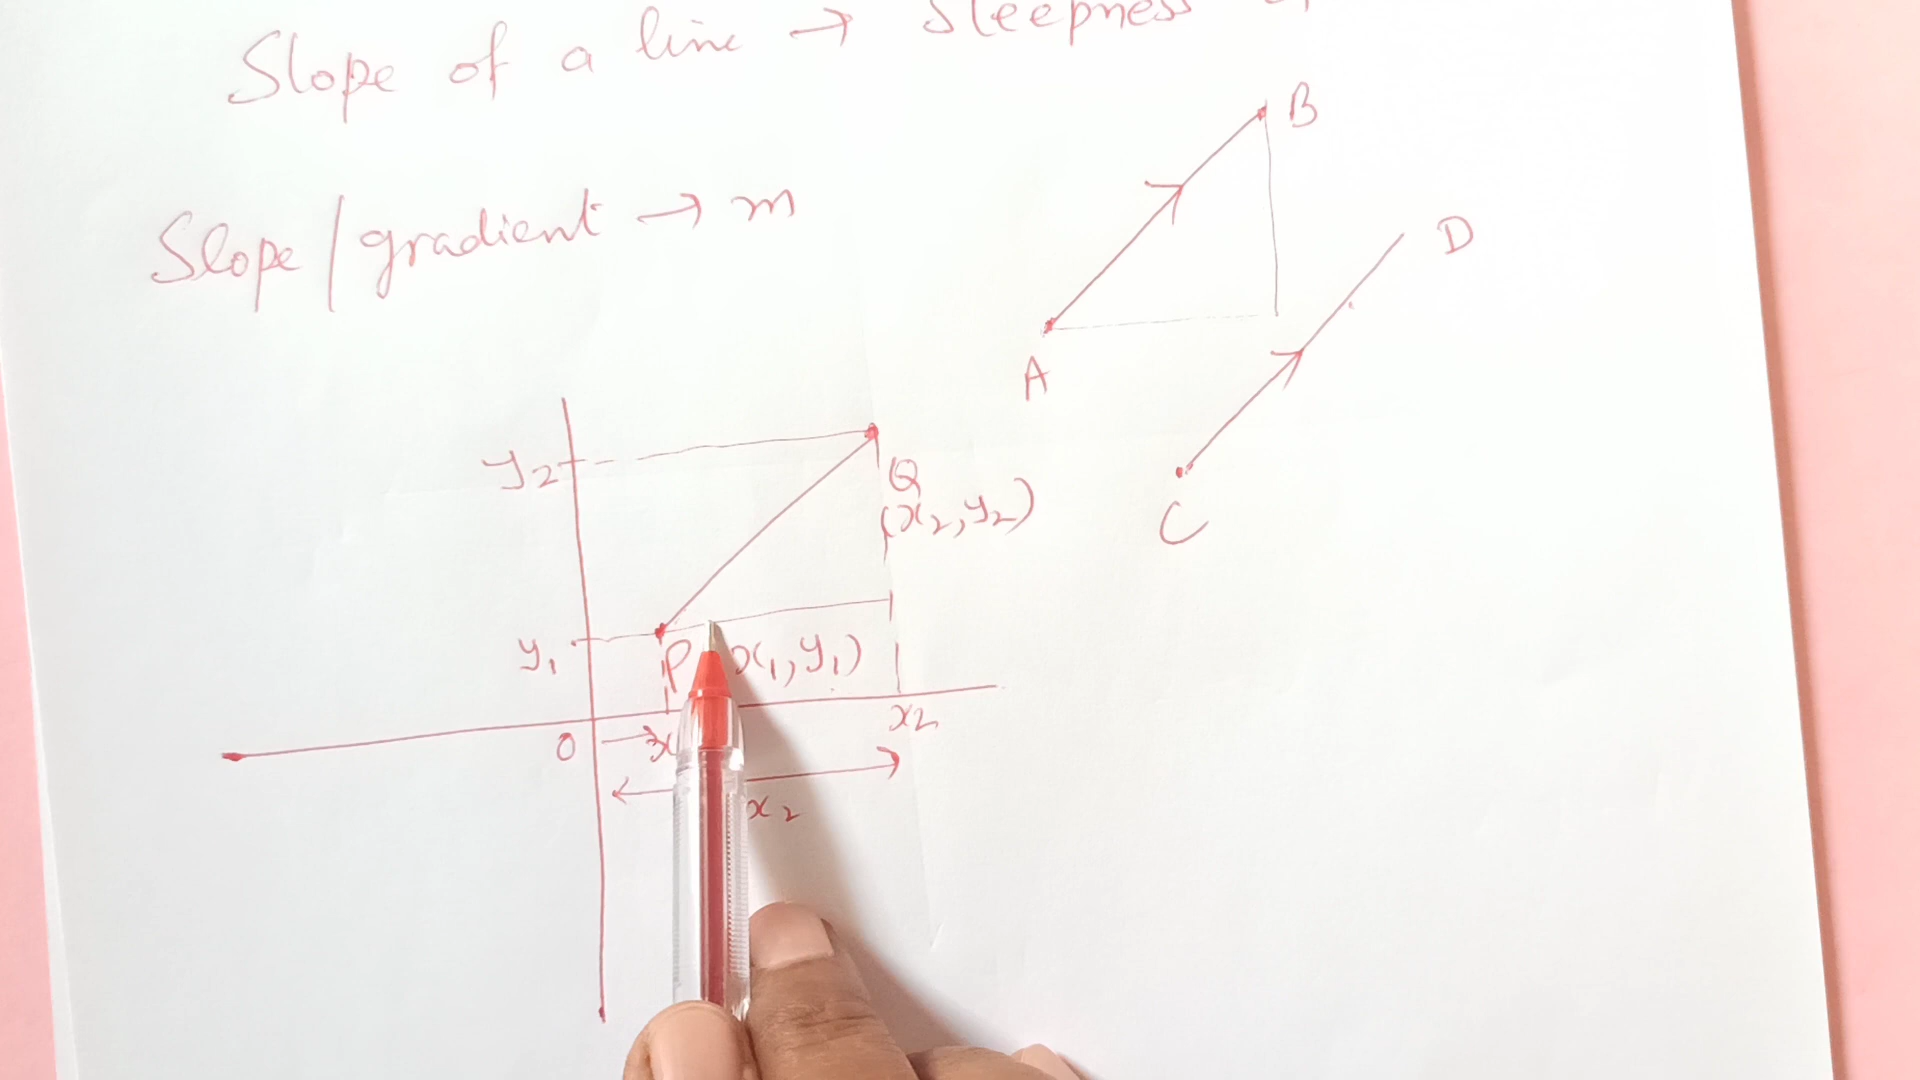 Slope of a line → Steepness
Slope/gradient → m
B
D
A
C
y₂
Q
(x₂,y₂)
y₁
P(x₁,y₁)
x₂
O
x
x₂